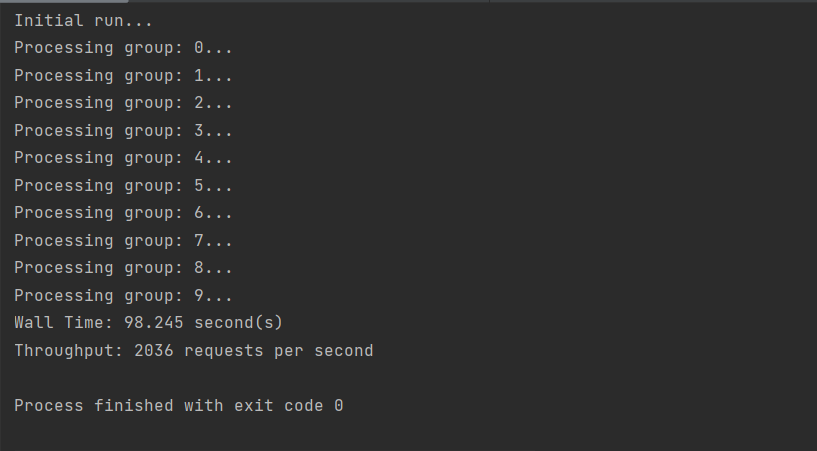 Initial run...
Processing group: 0...
Processing group: 1...
Processing group: 2...
Processing group: 3...
Processing group: 4...
Processing group: 5...
Processing group: 6...
Processing group: 7...
Processing group: 8...
Processing group: 9...
Wall Time: 98.245 second(s)
Throughput: 2036 requests per second
Process finished with exit code 0